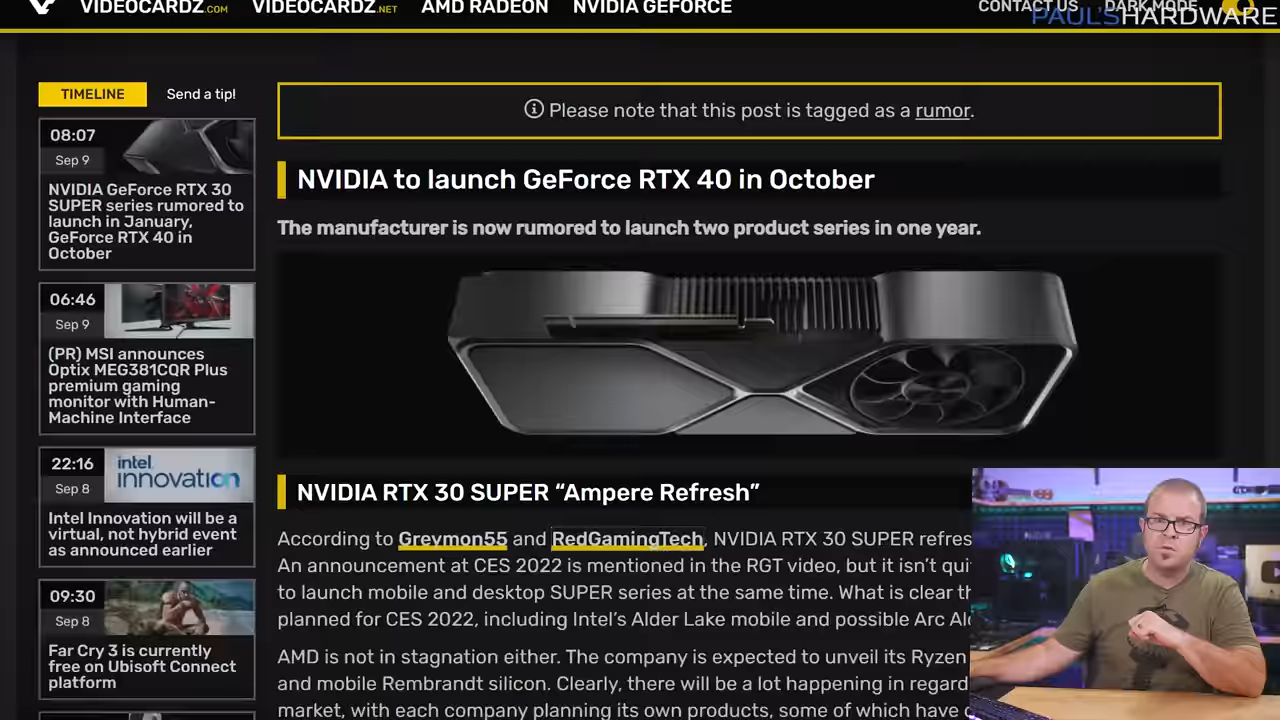 VIDEOCARDZ.COM VIDEOCARDZ.NET AMD RADEON NVIDIA GEFORCE CONTACT US DARK MODE
PAUL'SHARDWARE
TIMELINE Send a tip!
08:07
Sep 9
NVIDIA GeForce RTX 30
SUPER series rumored to
launch in January,
GeForce RTX 40 in
October
06:46
Sep 9
(PR) MSI announces
Optix MEG381CQR Plus
premium gaming
monitor with Human-
Machine Interface
22:16
Sep 8
intel
innovation
Intel Innovation will be a
virtual, not hybrid event
as announced earlier
09:30
Sep 8
Far Cry 3 is currently
free on Ubisoft Connect
platform
Please note that this post is tagged as a rumor.
NVIDIA to launch GeForce RTX 40 in October
The manufacturer is now rumored to launch two product series in one year.
NVIDIA RTX 30 SUPER “Ampere Refresh”
According to Greymon55 and RedGamingTech, NVIDIA RTX 30 SUPER refres
An announcement at CES 2022 is mentioned in the RGT video, but it isn’t qui
to launch mobile and desktop SUPER series at the same time. What is clear th
planned for CES 2022, including Intel’s Alder Lake mobile and possible Arc Al
AMD is not in stagnation either. The company is expected to unveil its Ryzen
and mobile Rembrandt silicon. Clearly, there will be a lot happening in regard
market, with each company planning its own products, some of which have